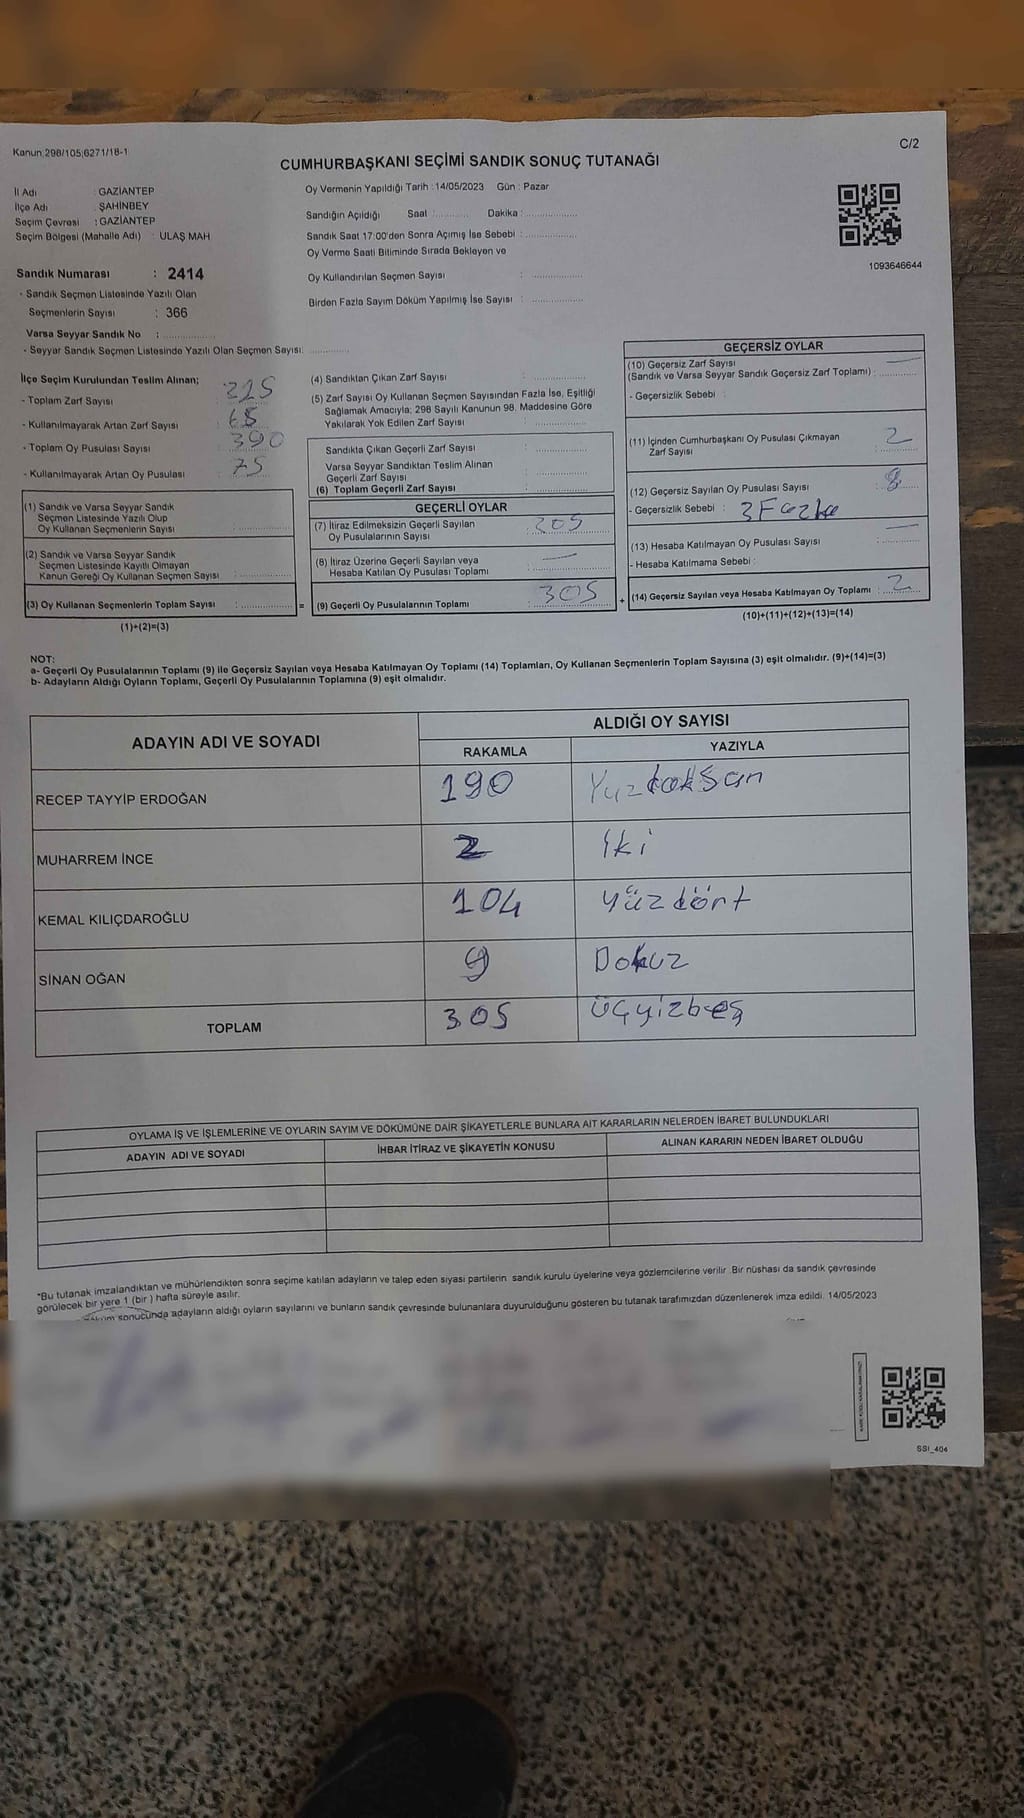 Kanun:298/105;6271/18-1
C/2
CUMHURBAŞKANI SEÇİMİ SANDIK SONUÇ TUTANAĞI
İl Adı : GAZİANTEP
İlçe Adı : ŞAHİNBEY
Seçim Çevresi : GAZİANTEP
Seçim Bölgesi (Mahalle Adı) : ULAŞ MAH
Oy Vermenin Yapıldığı Tarih : 14/05/2023 Gün : Pazar
Sandığın Açıldığı Saat :............ Dakika :.................
Sandık Saat 17:00'den Sonra Açımış İse Sebebi :.................
Oy Verme Saati Bitiminde Sırada Bekleyen ve
Oy Kullandırılan Seçmen Sayısı :.................
Birden Fazla Sayım Döküm Yapılmış İse Sayısı :.................
1093646644
Sandık Numarası : 2414
- Sandık Seçmen Listesinde Yazılı Olan
Seçmenlerin Sayısı : 366
Varsa Seyyar Sandık No :.................
- Seyyar Sandık Seçmen Listesinde Yazılı Olan Seçmen Sayısı:.............
İlçe Seçim Kurulundan Teslim Alınan;
- Toplam Zarf Sayısı
- Kullanılmayarak Artan Zarf Sayısı : 65
- Toplam Oy Pusulası Sayısı : 390
- Kullanılmayarak Artan Oy Pusulası : 75
(1) Sandık ve Varsa Seyyar Sandık
Seçmen Listesinde Yazılı Olup
Oy Kullanan Seçmenlerin Sayısı :.................
(2) Sandık ve Varsa Seyyar Sandık
Seçmen Listesinde Kayıtlı Olmayan
Kanun Gereği Oy Kullanan Seçmen Sayısı :.................
(3) Oy Kullanan Seçmenlerin Toplam Sayısı :................. =
(1)+(2)=(3)
(4) Sandıktan Çıkan Zarf Sayısı :.................
(5) Zarf Sayısı Oy Kullanan Seçmen Sayısından Fazla İse, Eşitliği
Sağlamak Amacıyla; 298 Sayılı Kanunun 98. Maddesine Göre
Yakılarak Yok Edilen Zarf Sayısı :.................
Sandıkta Çıkan Geçerli Zarf Sayısı :.................
Varsa Seyyar Sandıktan Teslim Alınan
Geçerli Zarf Sayısı :.................
(6) Toplam Geçerli Zarf Sayısı :.................
GEÇERLİ OYLAR
(7) İtiraz Edilmeksizin Geçerli Sayılan
Oy Pusulalarının Sayısı : 305
(8) İtiraz Üzerine Geçerli Sayılan veya
Hesaba Katılan Oy Pusulası Toplamı : —
(9) Geçerli Oy Pusulalarının Toplamı : 305 +
GEÇERSİZ OYLAR
(10) Geçersiz Zarf Sayısı —
(Sandık ve Varsa Seyyar Sandık Geçersiz Zarf Toplamı) :............
- Geçersizlik Sebebi :
(11) İçinden Cumhurbaşkanı Oy Pusulası Çıkmayan
Zarf Sayısı : 2
(12) Geçersiz Sayılan Oy Pusulası Sayısı : 8
- Geçersizlik Sebebi :
(13) Hesaba Katılmayan Oy Pusulası Sayısı : —
- Hesaba Katılmama Sebebi :
(14) Geçersiz Sayılan veya Hesaba Katılmayan Oy Toplamı : 2
(10)+(11)+(12)+(13)=(14)
NOT:
a- Geçerli Oy Pusulalarının Toplamı (9) ile Geçersiz Sayılan veya Hesaba Katılmayan Oy Toplamı (14) Toplamları, Oy Kullanan Seçmenlerin Toplam Sayısına (3) eşit olmalıdır. (9)+(14)=(3)
b- Adayların Aldığı Oyların Toplamı, Geçerli Oy Pusulalarının Toplamına (9) eşit olmalıdır.
ADAYIN ADI VE SOYADI
ALDIĞI OY SAYISI
RAKAMLA YAZIYLA
RECEP TAYYİP ERDOĞAN 190 Yüzdoksan
MUHARREM İNCE 2 İki
KEMAL KILIÇDAROĞLU 104 Yüzdört
SİNAN OĞAN 9 Dokuz
TOPLAM 305 üçyüzbeş
OYLAMA İŞ VE İŞLEMLERİNE VE OYLARIN SAYIM VE DÖKÜMÜNE DAİR ŞİKAYETLERLE BUNLARA AİT KARARLARIN NELERDEN İBARET BULUNDUKLARI
ADAYIN ADI VE SOYADI İHBAR İTİRAZ VE ŞİKAYETİN KONUSU ALINAN KARARIN NEDEN İBARET OLDUĞU
"Bu tutanak imzalandıktan ve mühürlendikten sonra seçime katılan adayların ve talep eden siyasi partilerin sandık kurulu üyelerine veya gözlemcilerine verilir. Bir nüshası da sandık çevresinde
görülecek bir yere 1 (bir) hafta süreyle asılır.
sonucunda adayların aldığı oyların sayılarını ve bunların sandık çevresinde bulunanlara duyurulduğunu gösteren bu tutanak tarafımızdan düzenlenerek imza edildi. 14/05/2023
SSI_404